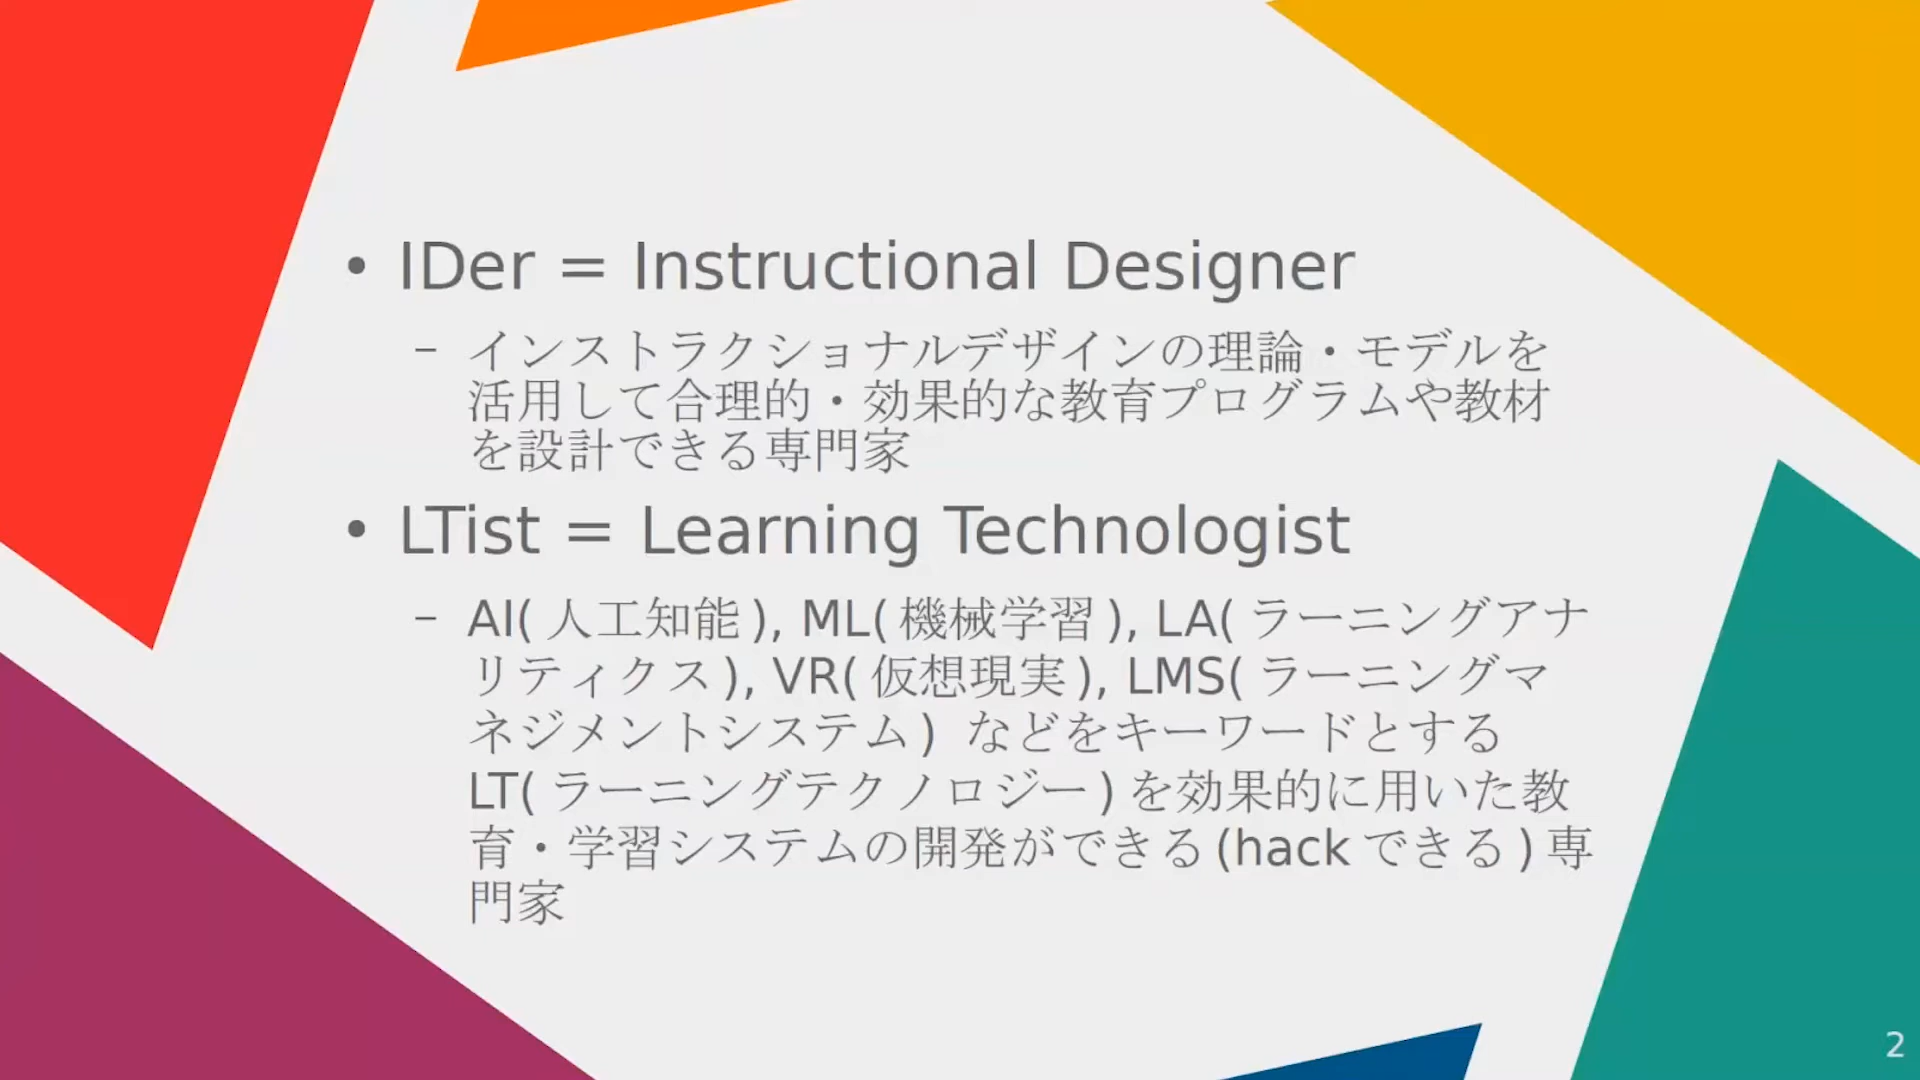 • IDer = Instructional Designer
– インストラクショナルデザインの理論・モデルを
活用して合理的・効果的な教育プログラムや教材
を設計できる専門家
• LTist = Learning Technologist
– AI( 人工知能 ), ML( 機械学習 ), LA( ラーニングアナ
リティクス ), VR( 仮想現実 ), LMS( ラーニングマ
ネジメントシステム ) などをキーワードとする
LT( ラーニングテクノロジー ) を効果的に用いた教
育・学習システムの開発ができる (hack できる ) 専
門家
2